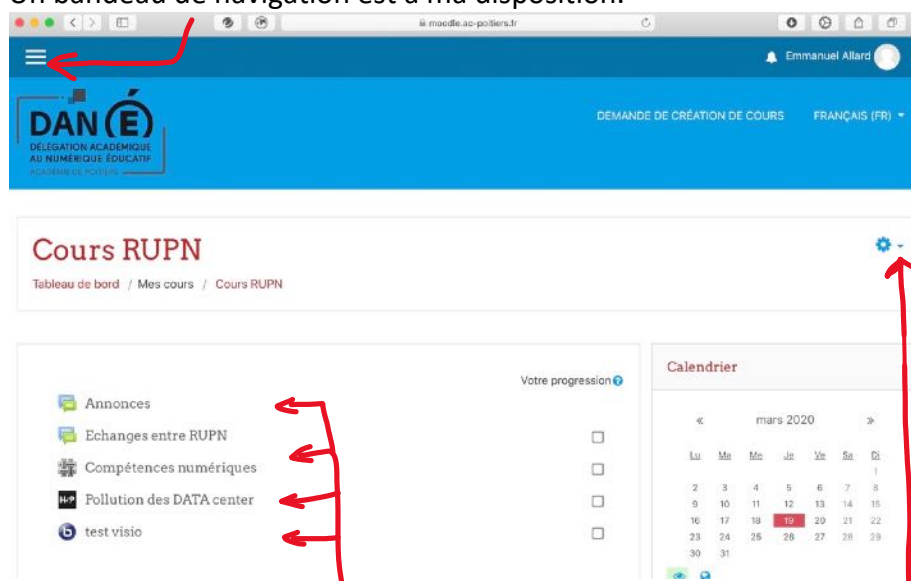 Un bandeau de navigation est à ma disposition.
moodle.ac-poitiers.fr
Emmanuel Allard
DAN(É)
DÉLÉGATION ACADÉMIQUE
AU NUMÉRIQUE ÉDUCATIF
ACADÉMIE DE POITIERS
DEMANDE DE CRÉATION DE COURS FRANÇAIS (FR)
Cours RUPN
Tableau de bord / Mes cours / Cours RUPN
Votre progression
Annonces
Echanges entre RUPN
Compétences numériques
H-P Pollution des DATA center
b test visio
Calendrier
« mars 2020 »
Lu Ma Me Je Ve Sa Di
1
2 3 4 5 6 7 8
9 10 11 12 13 14 15
16 17 18 19 20 21 22
23 24 25 26 27 28 29
30 31